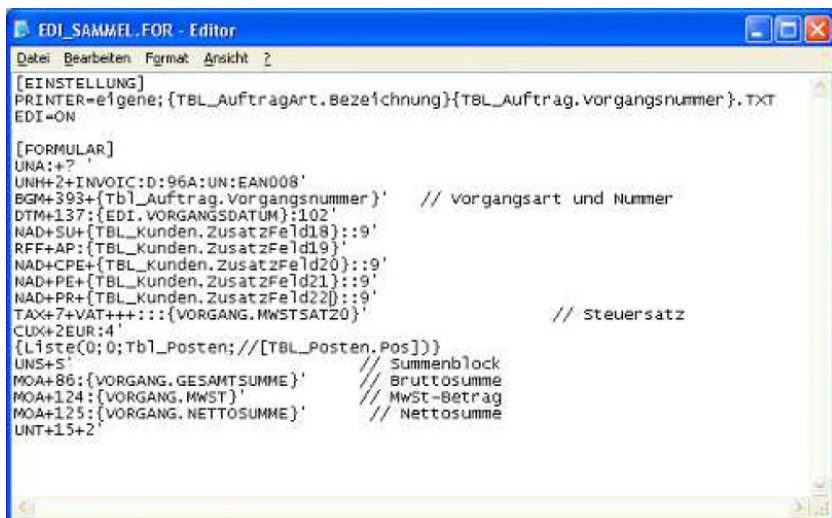 EDI_SAMMEL.FOR - Editor
Datei Bearbeiten Format Ansicht ?
[EINSTELLUNG]
PRINTER=eigene;{TBL_AuftragArt.Bezeichnung}{TBL_Auftrag.Vorgangsnummer}.TXT
EDI=ON
[FORMULAR]
UNA:+? '
UNH+2+INVOIC:D:96A:UN:EAN008'
BGM+393+{Tbl_Auftrag.Vorgangsnummer}' // Vorgangsart und Nummer
DTM+137:{EDI.VORGANGSDATUM}:102'
NAD+SU+{TBL_Kunden.ZusatzFeld18}::9'
RFF+AP:{TBL_Kunden.ZusatzFeld19}'
NAD+CPE+{TBL_Kunden.ZusatzFeld20}::9'
NAD+PE+{TBL_Kunden.ZusatzFeld21}::9'
NAD+PR+{TBL_Kunden.ZusatzFeld22}::9'
TAX+7+VAT+++:::{VORGANG.MWSTSATZ0}' // Steuersatz
CUX+2EUR:4'
{Liste(0;0;Tbl_Posten;//[TBL_Posten.Pos])}
UNS+S' // Summenblock
MOA+86:{VORGANG.GESAMTSUMME}' // Bruttosumme
MOA+124:{VORGANG.MWST}' // MwSt-Betrag
MOA+125:{VORGANG.NETTOSUMME}' // Nettosumme
UNT+15+2'